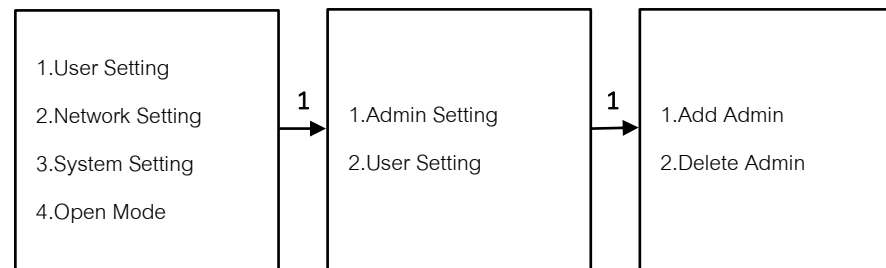 1.User Setting
2.Network Setting
3.System Setting
4.Open Mode
1
1.Admin Setting
2.User Setting
1
1.Add Admin
2.Delete Admin